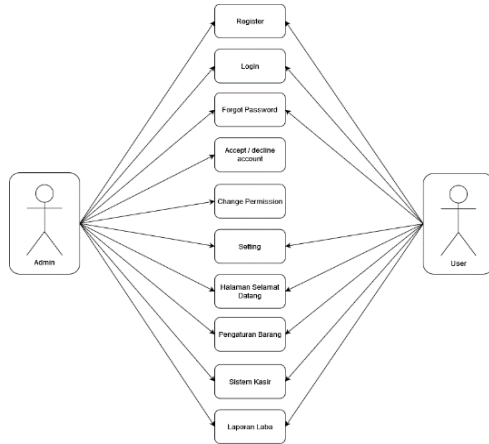 Register
Login
Forgot Password
Accept / decline
account
Change Permission
Setting
Admin
User
Halaman Selamat
Datang
Pengaturan Barang
Sistem Kasir
Laporan Laba